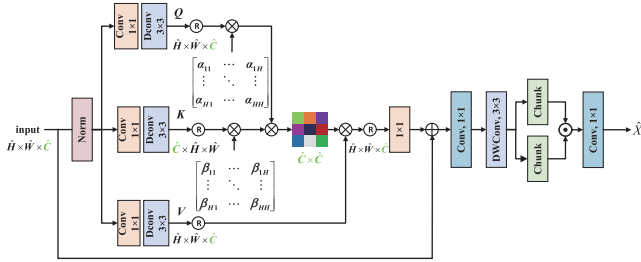 Conv 1×1
Dconv 3×3
Q
R
Ĥ×Ŵ×Ĉ
α₁₁ ⋯ α₁H
⋮ ⋱ ⋮
αH1 ⋯ αHH
input
Ĥ×Ŵ×Ĉ
Norm
Conv 1×1
Dconv 3×3
K
R
Ĉ×Ĥ×Ŵ
Ĉ×Ĉ
R
Ĥ×Ŵ×Ĉ
1×1
Conv, 1×1
DWConv, 3×3
Chunk
Chunk
Conv, 1×1
X̂
β₁₁ ⋯ β₁H
⋮ ⋱ ⋮
βH1 ⋯ βHH
Conv 1×1
Dconv 3×3
V
R
Ĥ×Ŵ×Ĉ